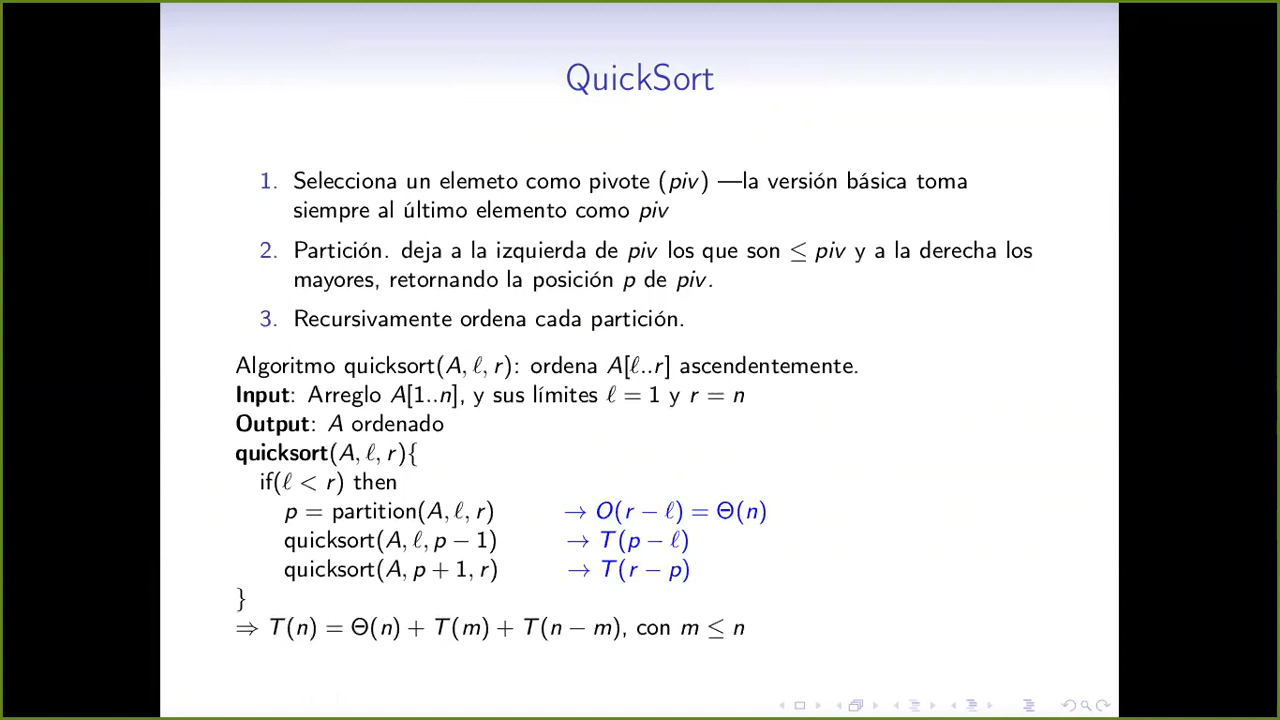 QuickSort
1. Selecciona un elemeto como pivote (piv) —la versión básica toma
siempre al último elemento como piv
2. Partición. deja a la izquierda de piv los que son ≤ piv y a la derecha los
mayores, retornando la posición p de piv.
3. Recursivamente ordena cada partición.
Algoritmo quicksort(A, ℓ, r): ordena A[ℓ..r] ascendentemente.
Input: Arreglo A[1..n], y sus límites ℓ = 1 y r = n
Output: A ordenado
quicksort(A, ℓ, r){
if(ℓ < r) then
p = partition(A, ℓ, r) → O(r − ℓ) = Θ(n)
quicksort(A, ℓ, p − 1) → T(p − ℓ)
quicksort(A, p + 1, r) → T(r − p)
}
⇒ T(n) = Θ(n) + T(m) + T(n − m), con m ≤ n